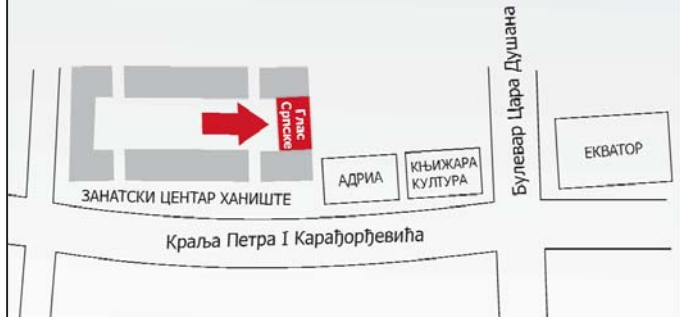 Глас
Српске
Булевар Цара Душана
ЗАНАТСКИ ЦЕНТАР ХАНИШТЕ
АДРИА
КЊИЖАРА
КУЛТУРА
ЕКВАТОР
Краља Петра I Карађорђевића